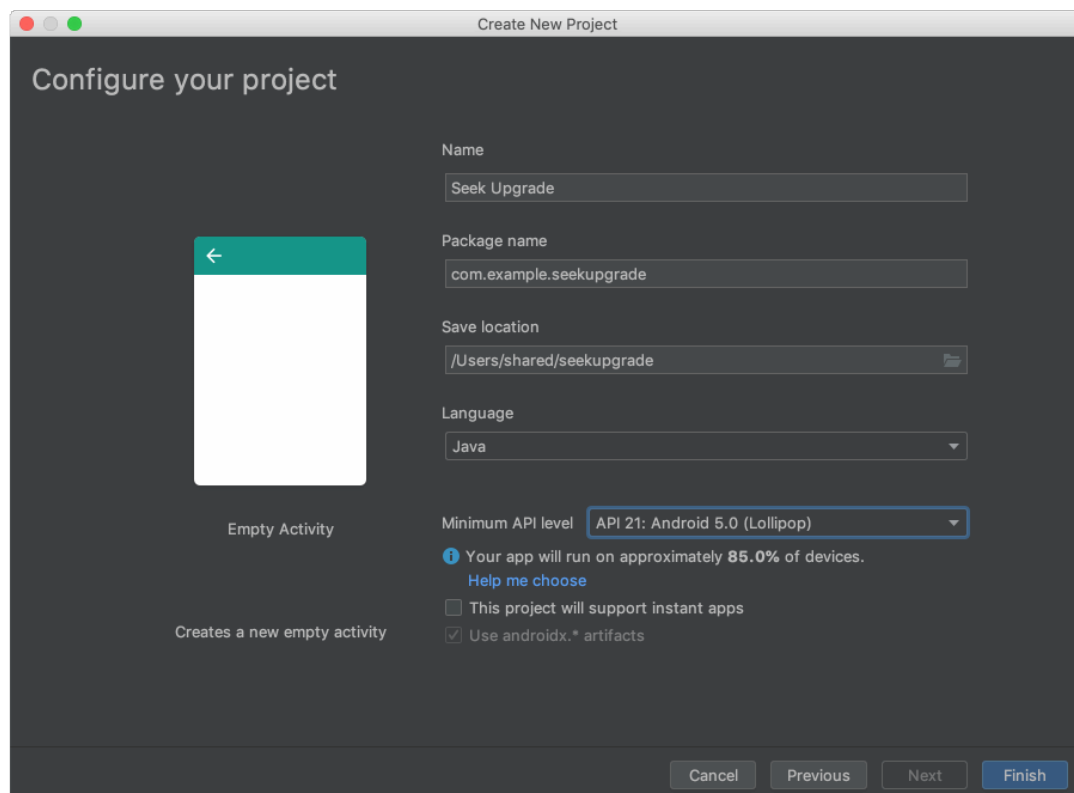 Create New Project
Configure your project
Name
Seek Upgrade
Package name
com.example.seekupgrade
Save location
/Users/shared/seekupgrade
Language
Java
Empty Activity
Minimum API level API 21: Android 5.0 (Lollipop)
Your app will run on approximately 85.0% of devices.
Help me choose
This project will support instant apps
Creates a new empty activity
Use androidx.* artifacts
Cancel Previous Next Finish